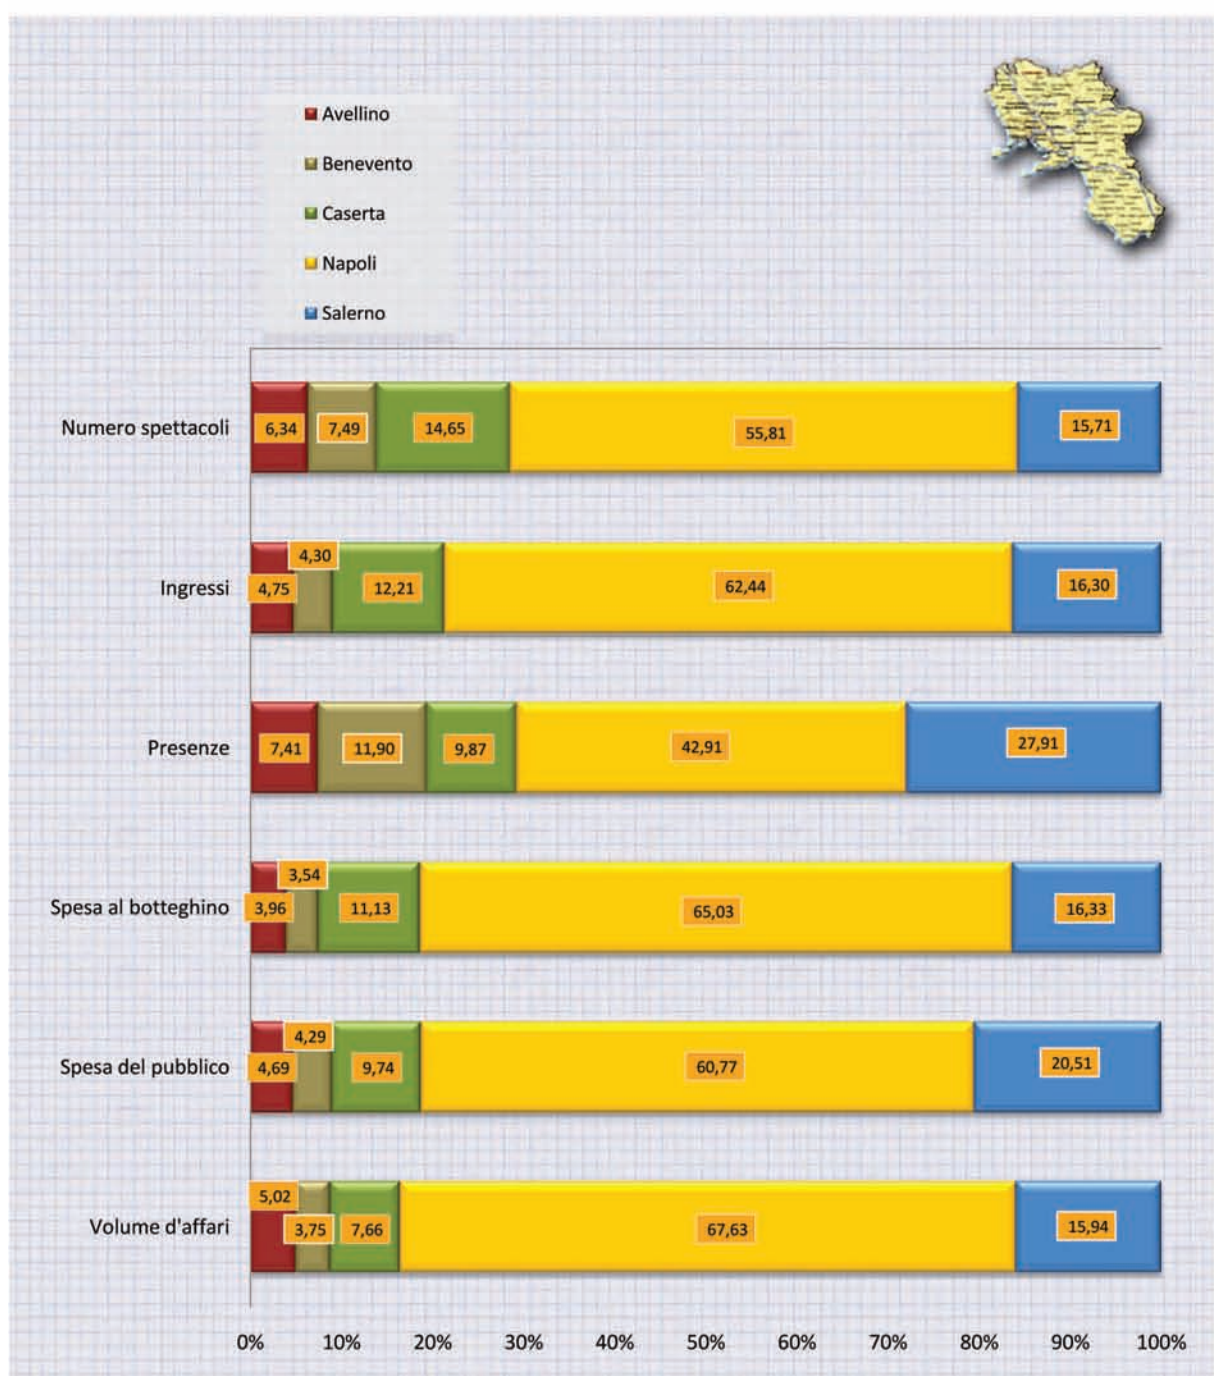 Avellino
Benevento
Caserta
Napoli
Salerno
Numero spettacoli 6,34 7,49 14,65 55,81 15,71
Ingressi 4,75 4,30 12,21 62,44 16,30
Presenze 7,41 11,90 9,87 42,91 27,91
Spesa al botteghino 3,96 3,54 11,13 65,03 16,33
Spesa del pubblico 4,69 4,29 9,74 60,77 20,51
Volume d'affari 5,02 3,75 7,66 67,63 15,94
0% 10% 20% 30% 40% 50% 60% 70% 80% 90% 100%